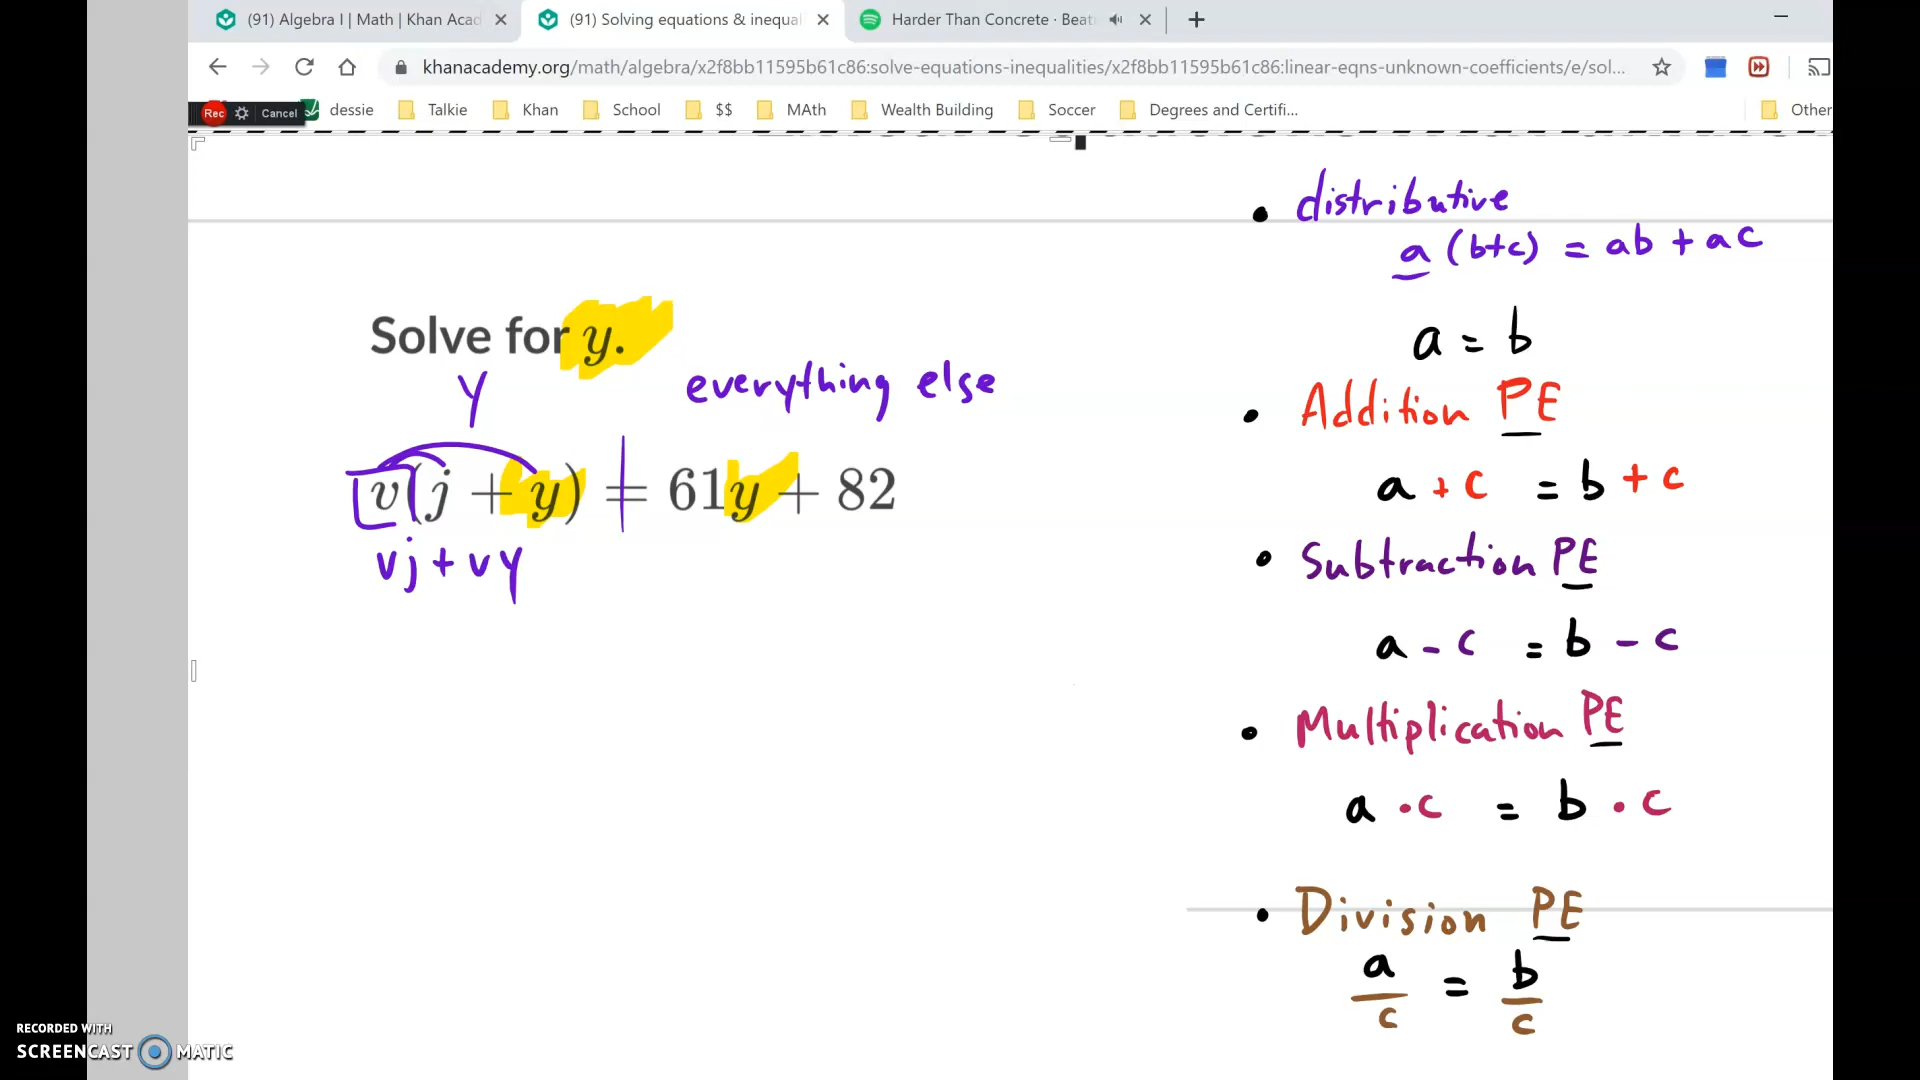 (91) Algebra I | Math | Khan Acad
(91) Solving equations & inequal
Harder Than Concrete · Beat
khanacademy.org/math/algebra/x2f8bb11595b61c86:solve-equations-inequalities/x2f8bb11595b61c86:linear-eqns-unknown-coefficients/e/sol...
Rec Cancel dessie Talkie Khan School $$ MAth Wealth Building Soccer Degrees and Certifi... Other
Solve for y.
y everything else
v(j + y) = 61y + 82
vj + vy
• distributive
a (b+c) = ab + ac
a = b
• Addition PE
a + c = b + c
• Subtraction PE
a - c = b - c
• Multiplication PE
a · c = b · c
• Division PE
a/c = b/c
RECORDED WITH
SCREENCAST MATIC